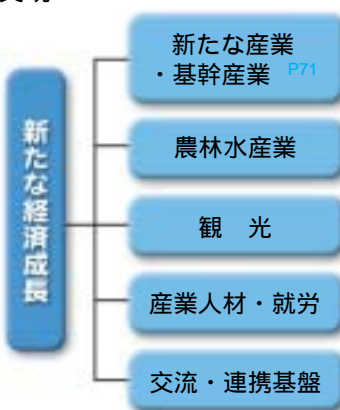 新たな経済成長
新たな産業
・基幹産業 P71
農林水産業
観 光
産業人材・就労
交流・連携基盤